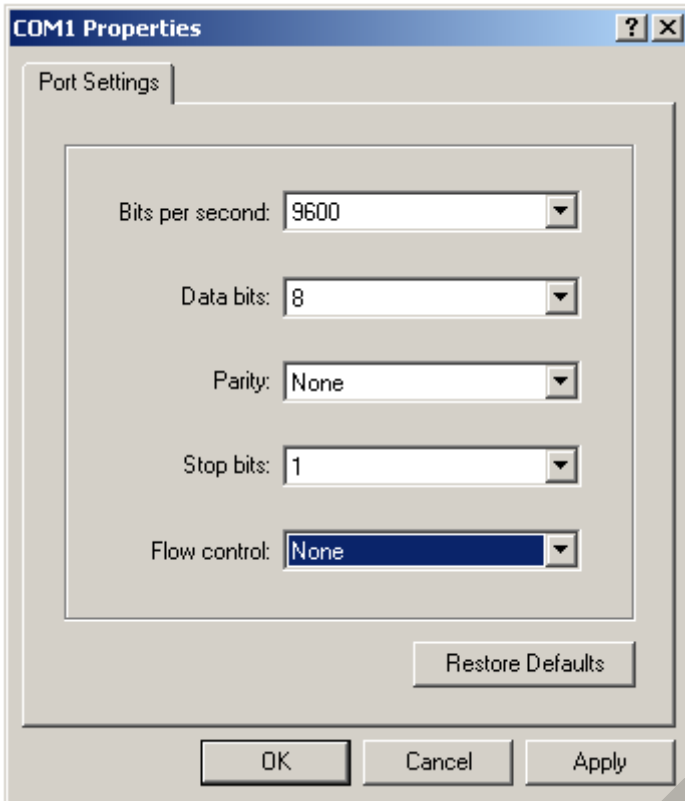 COM1 Properties
Port Settings
Bits per second: 9600
Data bits: 8
Parity: None
Stop bits: 1
Flow control: None
Restore Defaults
OK Cancel Apply